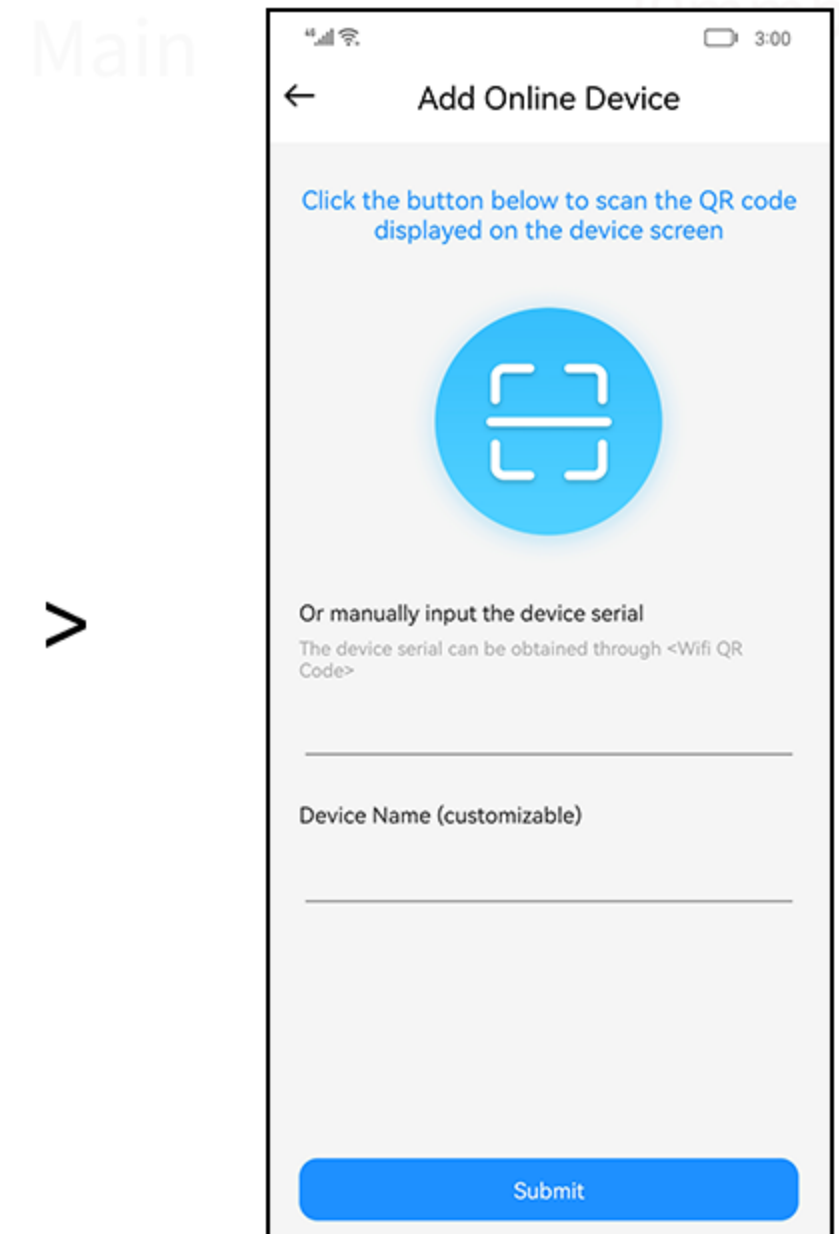 Main
4G 3:00
Add Online Device
Click the button below to scan the QR code
displayed on the device screen
>
Or manually input the device serial
The device serial can be obtained through <Wifi QR
Code>
Device Name (customizable)
Submit